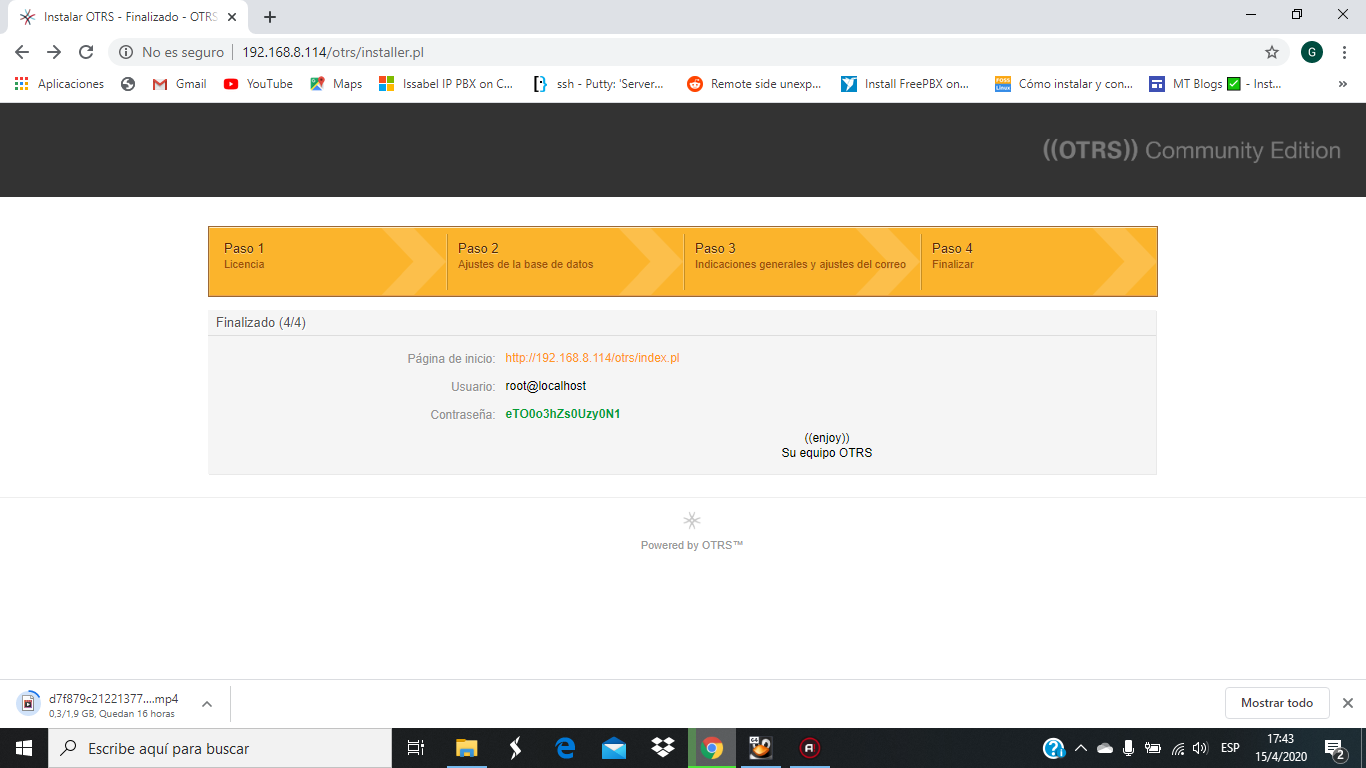 Instalar OTRS - Finalizado - OTRS
No es seguro
192.168.8.114/otrs/installer.pl
G
Aplicaciones
Gmail
YouTube
Maps
Issabel IP PBX on C...
ssh - Putty: 'Server...
Remote side unexp...
Install FreePBX on...
FOSS
Linux
Cómo instalar y con...
MT Blogs ✅ - Inst...
»
((OTRS)) Community Edition
Paso 1
Licencia
Paso 2
Ajustes de la base de datos
Paso 3
Indicaciones generales y ajustes del correo
Paso 4
Finalizar
Finalizado (4/4)
Página de inicio: http://192.168.8.114/otrs/index.pl
Usuario: root@localhost
Contraseña: eTO0o3hZs0Uzy0N1
((enjoy))
Su equipo OTRS
Powered by OTRS™
d7f879c21221377....mp4
0,3/1,9 GB, Quedan 16 horas
Mostrar todo
Escribe aquí para buscar
64
A
ESP
17:43
15/4/2020
2